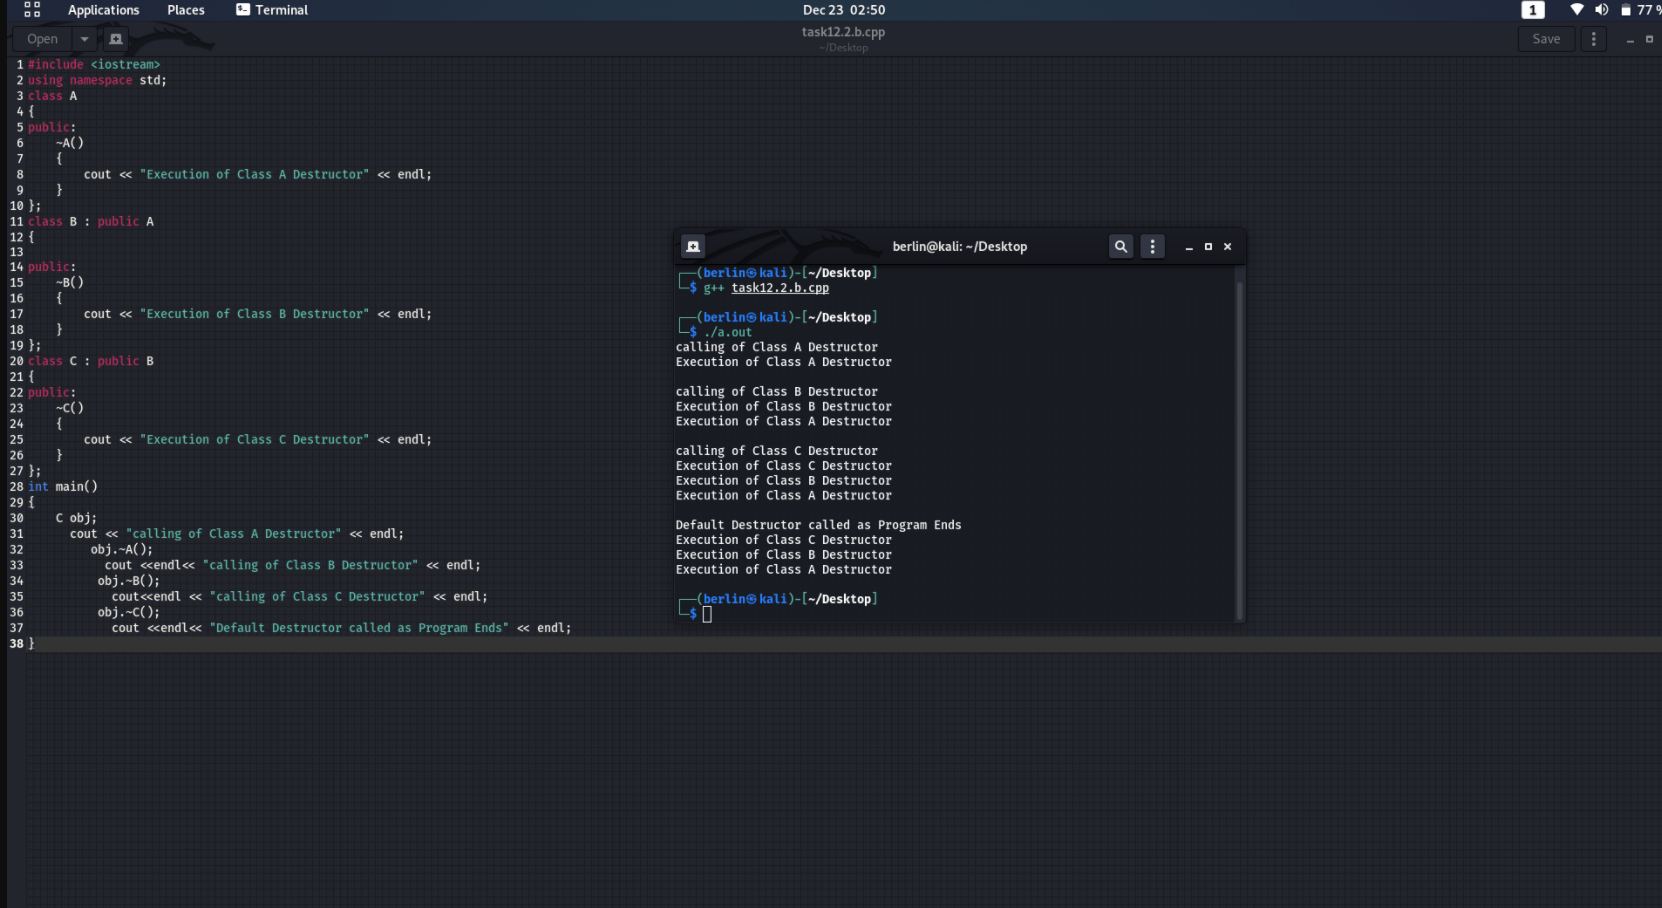 Applications Places Terminal Dec 23 02:50 1 77 %
Open task12.2.b.cpp Save
~/Desktop
1 #include <iostream>
2 using namespace std;
3 class A
4 {
5 public:
6     ~A()
7     {
8         cout << "Execution of Class A Destructor" << endl;
9     }
10 };
11 class B : public A
12 {
13
14 public:
15     ~B()
16     {
17         cout << "Execution of Class B Destructor" << endl;
18     }
19 };
20 class C : public B
21 {
22 public:
23     ~C()
24     {
25         cout << "Execution of Class C Destructor" << endl;
26     }
27 };
28 int main()
29 {
30     C obj;
31       cout << "calling of Class A Destructor" << endl;
32          obj.~A();
33            cout <<endl<< "calling of Class B Destructor" << endl;
34           obj.~B();
35             cout<<endl << "calling of Class C Destructor" << endl;
36           obj.~C();
37             cout <<endl<< "Default Destructor called as Program Ends" << endl;
38 }
berlin@kali: ~/Desktop
(berlin㉿kali)-[~/Desktop]
$ g++ task12.2.b.cpp
(berlin㉿kali)-[~/Desktop]
$ ./a.out
calling of Class A Destructor
Execution of Class A Destructor
calling of Class B Destructor
Execution of Class B Destructor
Execution of Class A Destructor
calling of Class C Destructor
Execution of Class C Destructor
Execution of Class B Destructor
Execution of Class A Destructor
Default Destructor called as Program Ends
Execution of Class C Destructor
Execution of Class B Destructor
Execution of Class A Destructor
(berlin㉿kali)-[~/Desktop]
$